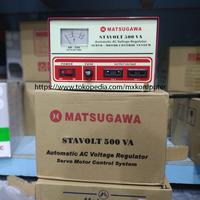 MATSUGAWA
STAVOLT 500 VA
Automatic AC Voltage Regulator
SERVO - MOTOR CONTROL SYSTEM
https://www.tokopedia.com/mxkomputer
MATSUGAWA
STAVOLT 500 VA
Automatic AC Voltage Regulator
Servo Motor Control System